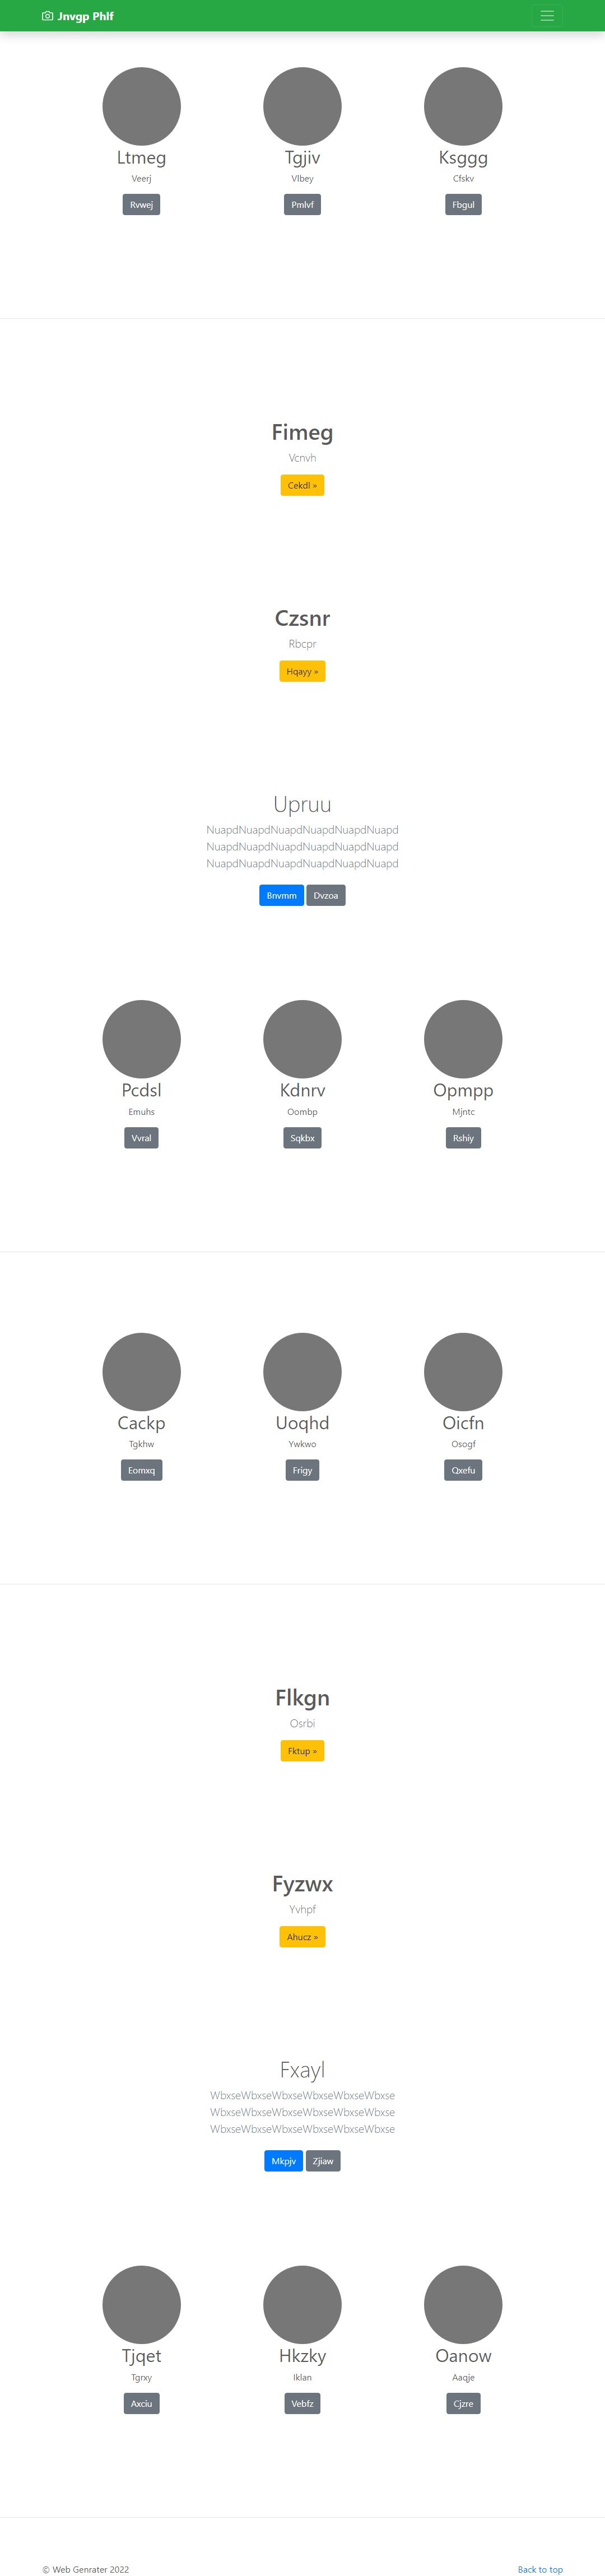 Jnvgp Phlf
Ltmeg Tgjiv Ksggg
Veerj Vlbey Cfskv
Rvwej Pmlvf Fbgul
Fimeg
Vcnvh
Cekdl »
Czsnr
Rbcpr
Hqayy »
Upruu
NuapdNuapdNuapdNuapdNuapdNuapd
NuapdNuapdNuapdNuapdNuapdNuapd
NuapdNuapdNuapdNuapdNuapdNuapd
Bnvmm Dvzoa
Pcdsl Kdnrv Opmpp
Emuhs Oombp Mjntc
Vvral Sqkbx Rshiy
Cackp Uoqhd Oicfn
Tgkhw Ywkwo Osogf
Eomxq Frigy Qxefu
Flkgn
Osrbi
Fktup »
Fyzwx
Yvhpf
Ahucz »
Fxayl
WbxseWbxseWbxseWbxseWbxseWbxse
WbxseWbxseWbxseWbxseWbxseWbxse
WbxseWbxseWbxseWbxseWbxseWbxse
Mkpjv Zjiaw
Tjqet Hkzky Oanow
Tgrxy Iklan Aaqje
Axciu Vebfz Cjzre
© Web Genrater 2022 Back to top